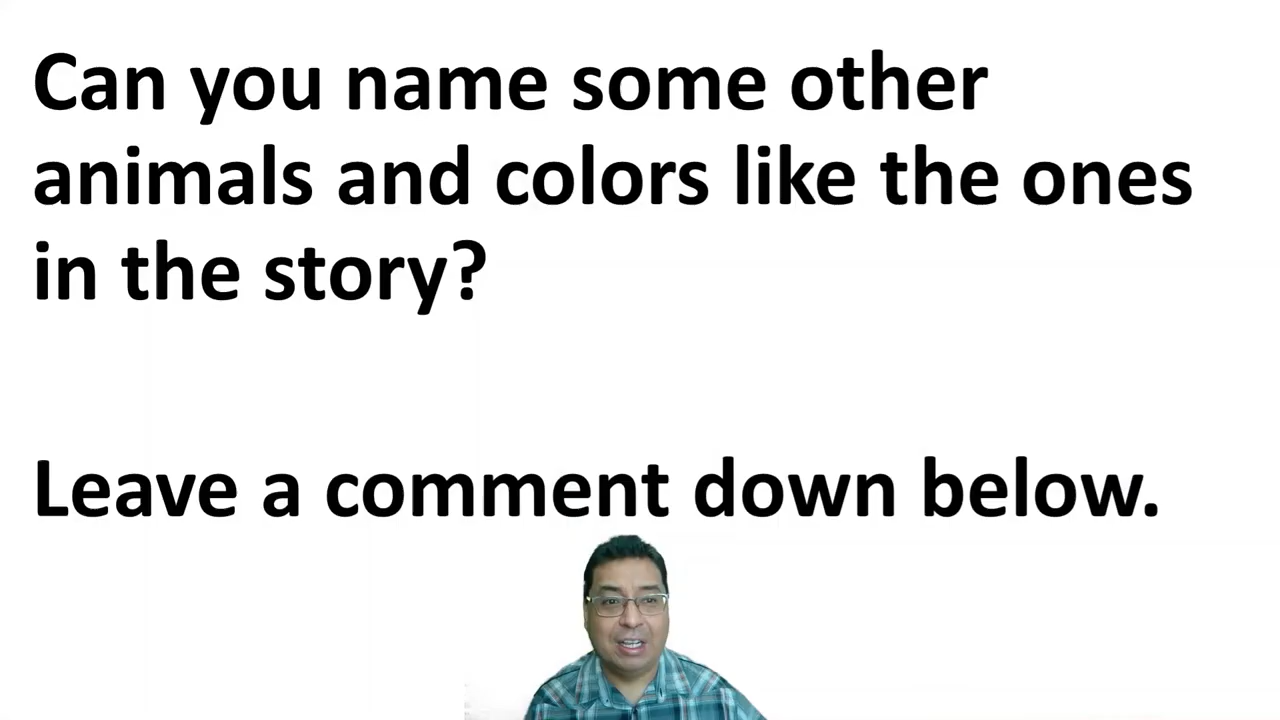 Can you name some other
animals and colors like the ones
in the story?
Leave a comment down below.